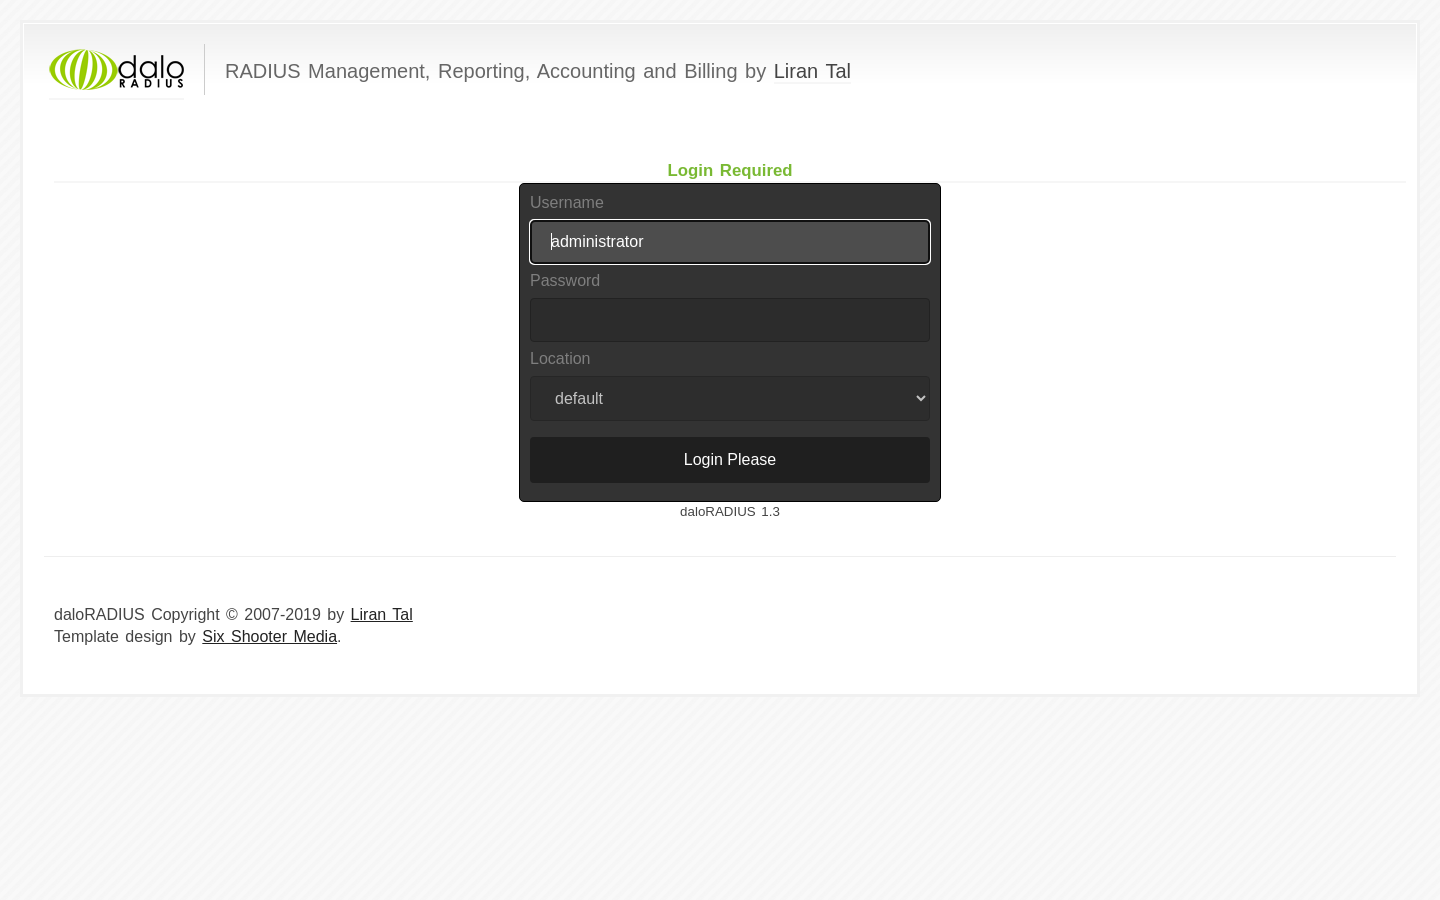 dalo
RADIUS
RADIUS Management, Reporting, Accounting and Billing by Liran Tal
Login Required
Username
administrator
Password
Location
default
Login Please
daloRADIUS 1.3
daloRADIUS Copyright © 2007-2019 by Liran Tal
Template design by Six Shooter Media.